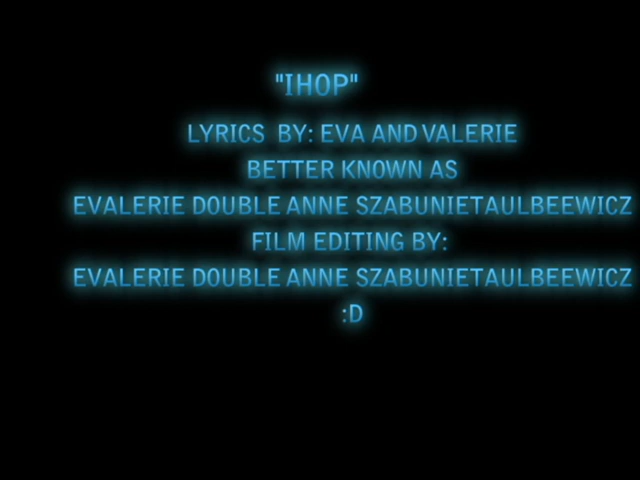 "IHOP"
LYRICS BY: EVA AND VALERIE
BETTER KNOWN AS
EVALERIE DOUBLE ANNE SZABUNIETAULBEEWICZ
FILM EDITING BY:
EVALERIE DOUBLE ANNE SZABUNIETAULBEEWICZ
:D